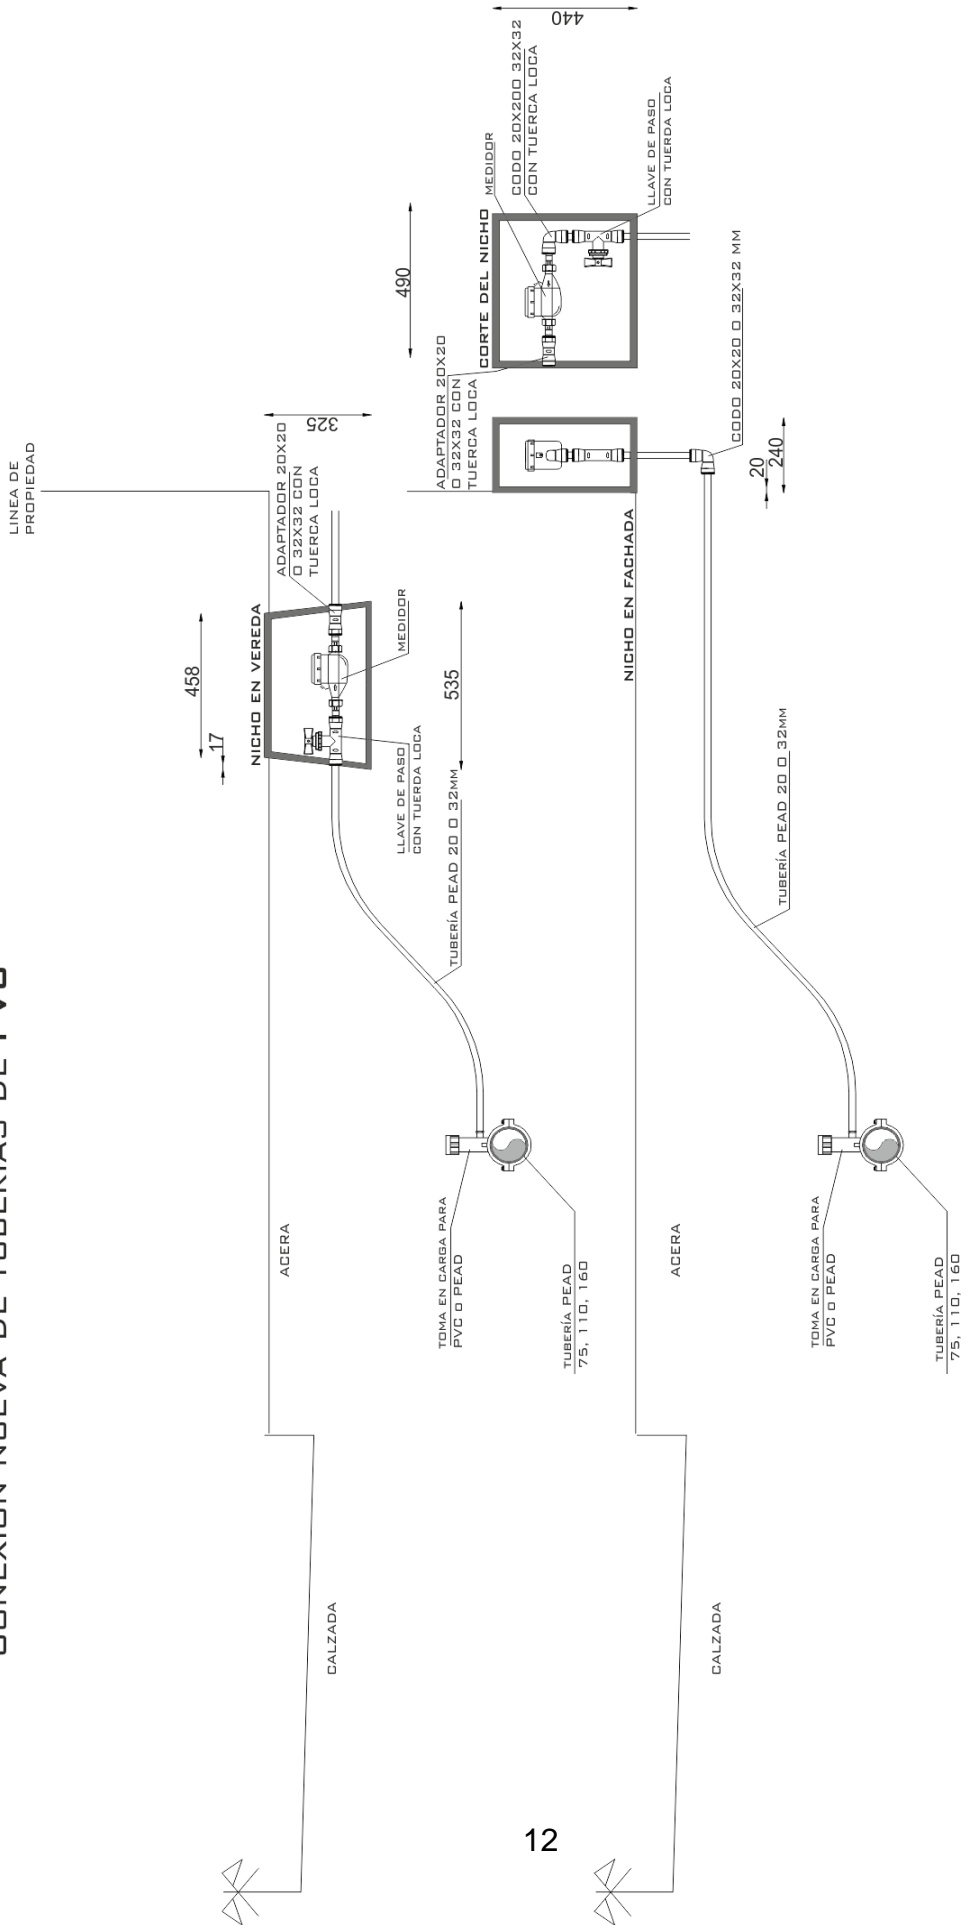 CONEXIÓN NUEVA DE TUBERÍAS DE PVC
LINEA DE
PROPIEDAD
325
ADAPTADOR 20X20
O 32X32 CON
TUERCA LOCA
458
17
NICHO EN VEREDA
MEDIDOR
535
LLAVE DE PASO
CON TUERDA LOCA
TUBERÍA PEAD 20 O 32MM
ACERA
TOMA EN CARGA PARA
PVC O PEAD
TUBERÍA PEAD
75, 110, 160
CALZADA
440
490
MEDIDOR
CODO 20X20O 32X32
CON TUERCA LOCA
LLAVE DE PASO
CON TUERDA LOCA
CORTE DEL NICHO
ADAPTADOR 20X20
O 32X32 CON
TUERCA LOCA
CODO 20X20 O 32X32 MM
20
240
NICHO EN FACHADA
TUBERÍA PEAD 20 O 32MM
ACERA
TOMA EN CARGA PARA
PVC O PEAD
TUBERÍA PEAD
75, 110, 160
CALZADA
12